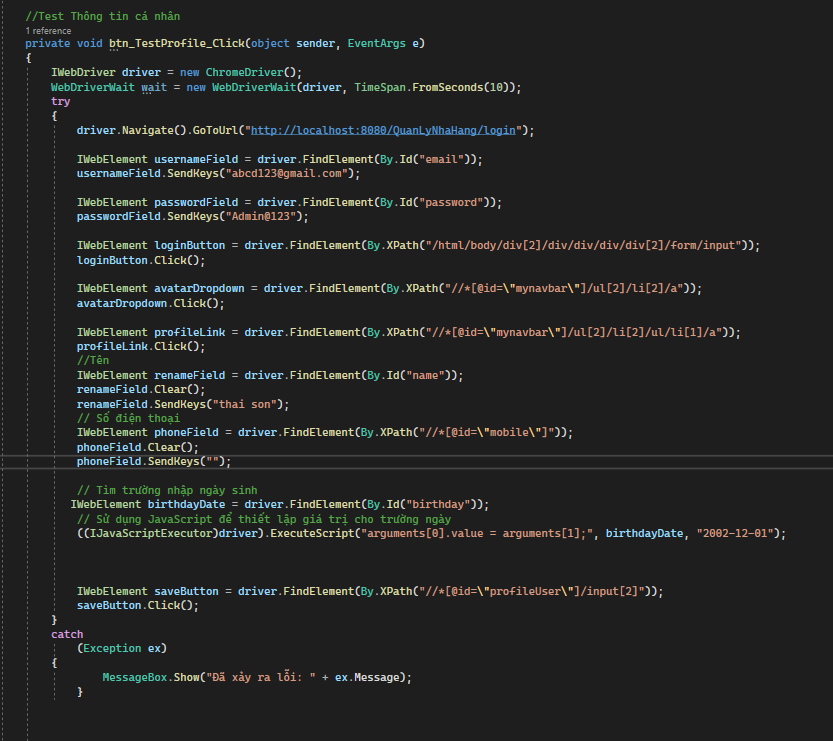 //Test Thông tin cá nhân
1 reference
private void btn_TestProfile_Click(object sender, EventArgs e)
{
IWebDriver driver = new ChromeDriver();
WebDriverWait wait = new WebDriverWait(driver, TimeSpan.FromSeconds(10));
try
{
driver.Navigate().GoToUrl("http://localhost:8080/QuanLyNhaHang/login");
IWebElement usernameField = driver.FindElement(By.Id("email"));
usernameField.SendKeys("abcd123@gmail.com");
IWebElement passwordField = driver.FindElement(By.Id("password"));
passwordField.SendKeys("Admin@123");
IWebElement loginButton = driver.FindElement(By.XPath("/html/body/div[2]/div/div/div/div[2]/form/input"));
loginButton.Click();
IWebElement avatarDropdown = driver.FindElement(By.XPath("//*[@id=\"mynavbar\"]/ul[2]/li[2]/a"));
avatarDropdown.Click();
IWebElement profileLink = driver.FindElement(By.XPath("//*[@id=\"mynavbar\"]/ul[2]/li[2]/ul/li[1]/a"));
profileLink.Click();
//Tên
IWebElement renameField = driver.FindElement(By.Id("name"));
renameField.Clear();
renameField.SendKeys("thai son");
// Số điện thoại
IWebElement phoneField = driver.FindElement(By.XPath("//*[@id=\"mobile\"]"));
phoneField.Clear();
phoneField.SendKeys("");
// Tìm trường nhập ngày sinh
IWebElement birthdayDate = driver.FindElement(By.Id("birthday"));
// Sử dụng JavaScript để thiết lập giá trị cho trường ngày
((IJavaScriptExecutor)driver).ExecuteScript("arguments[0].value = arguments[1];", birthdayDate, "2002-12-01");
IWebElement saveButton = driver.FindElement(By.XPath("//*[@id=\"profileUser\"]/input[2]"));
saveButton.Click();
}
catch
(Exception ex)
{
MessageBox.Show("Đã xảy ra lỗi: " + ex.Message);
}